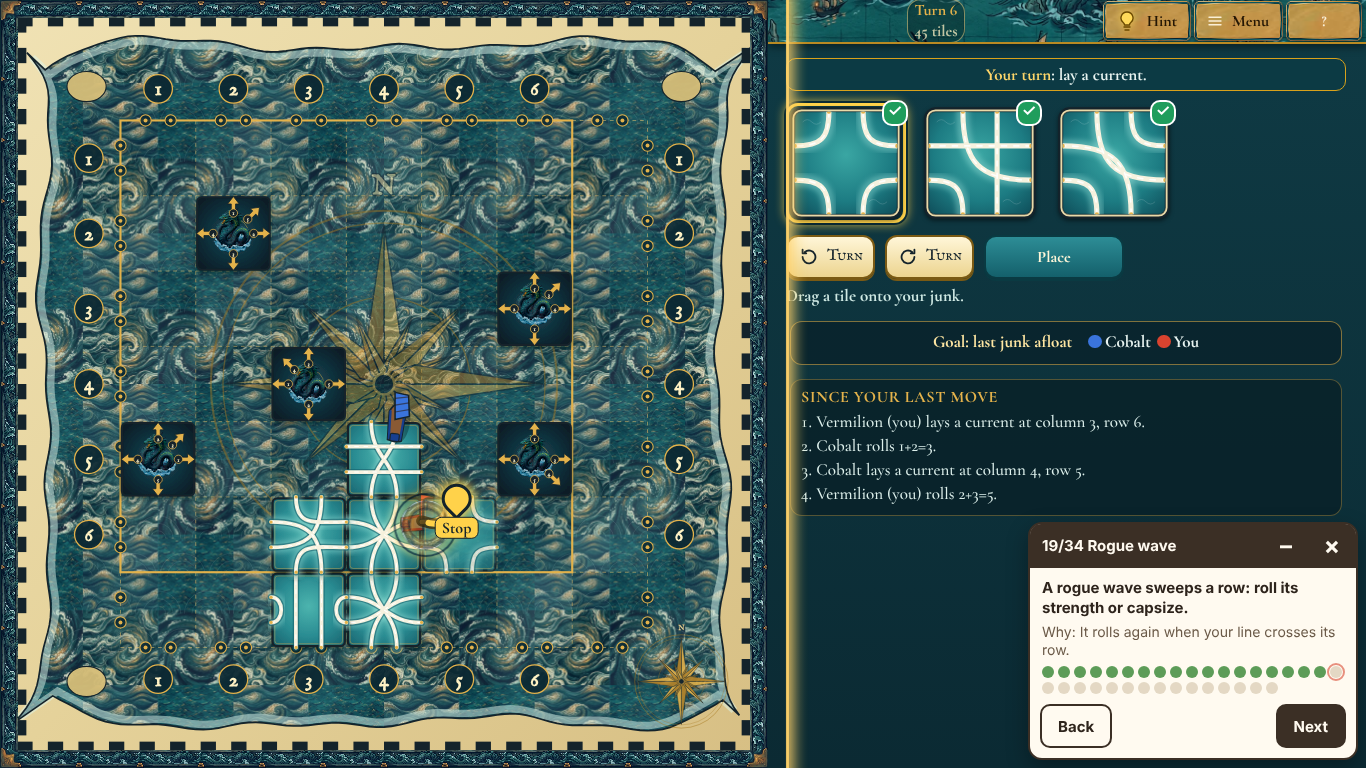 Turn 6
45 tiles
Hint
Menu
?
Your turn: lay a current.
1 2 3 4 5 6
N
1 1
2 2
3 3
4 4
5 5
6 6
Stop
N
1 2 3 4 5 6
Turn
Turn
Place
Drag a tile onto your junk.
Goal: last junk afloat Cobalt You
SINCE YOUR LAST MOVE
1. Vermilion (you) lays a current at column 3, row 6.
2. Cobalt rolls 1+2=3.
3. Cobalt lays a current at column 4, row 5.
4. Vermilion (you) rolls 2+3=5.
19/34 Rogue wave
A rogue wave sweeps a row: roll its
strength or capsize.
Why: It rolls again when your line crosses its
row.
Back
Next